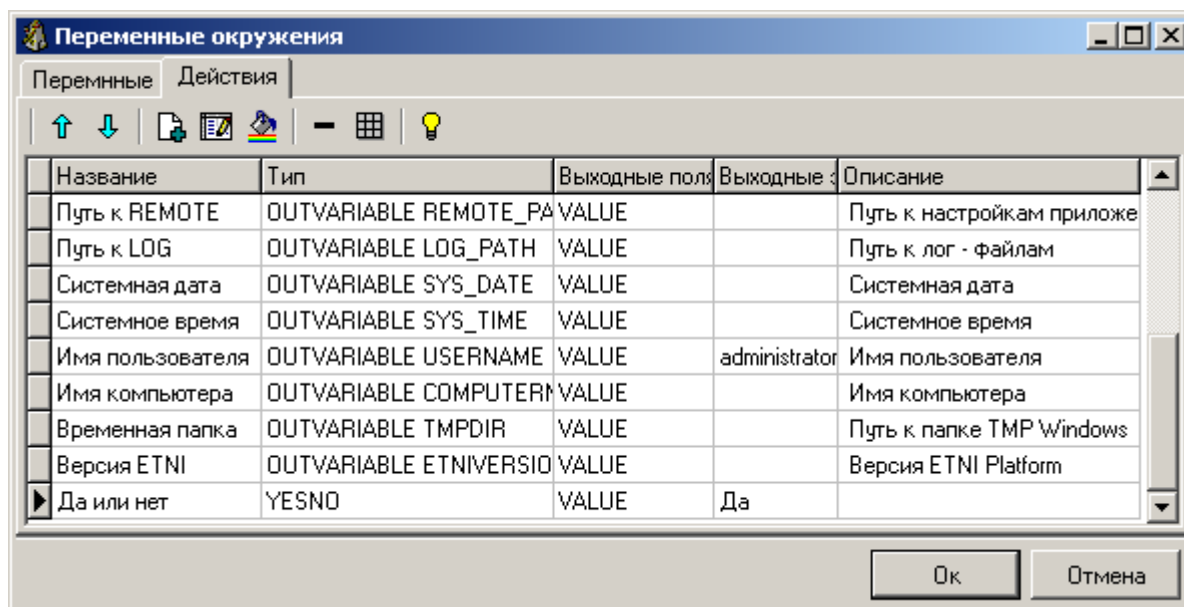 Переменные окружения
Перемнные Действия
Название Тип Выходные поля Выходные з Описание
Путь к REMOTE OUTVARIABLE REMOTE_PA VALUE Путь к настройкам приложе
Путь к LOG OUTVARIABLE LOG_PATH VALUE Путь к лог - файлам
Системная дата OUTVARIABLE SYS_DATE VALUE Системная дата
Системное время OUTVARIABLE SYS_TIME VALUE Системное время
Имя пользователя OUTVARIABLE USERNAME VALUE administrator Имя пользователя
Имя компьютера OUTVARIABLE COMPUTERN VALUE Имя компьютера
Временная папка OUTVARIABLE TMPDIR VALUE Путь к папке TMP Windows
Версия ETNI OUTVARIABLE ETNIVERSIO VALUE Версия ETNI Platform
Да или нет YESNO VALUE Да
Ок Отмена